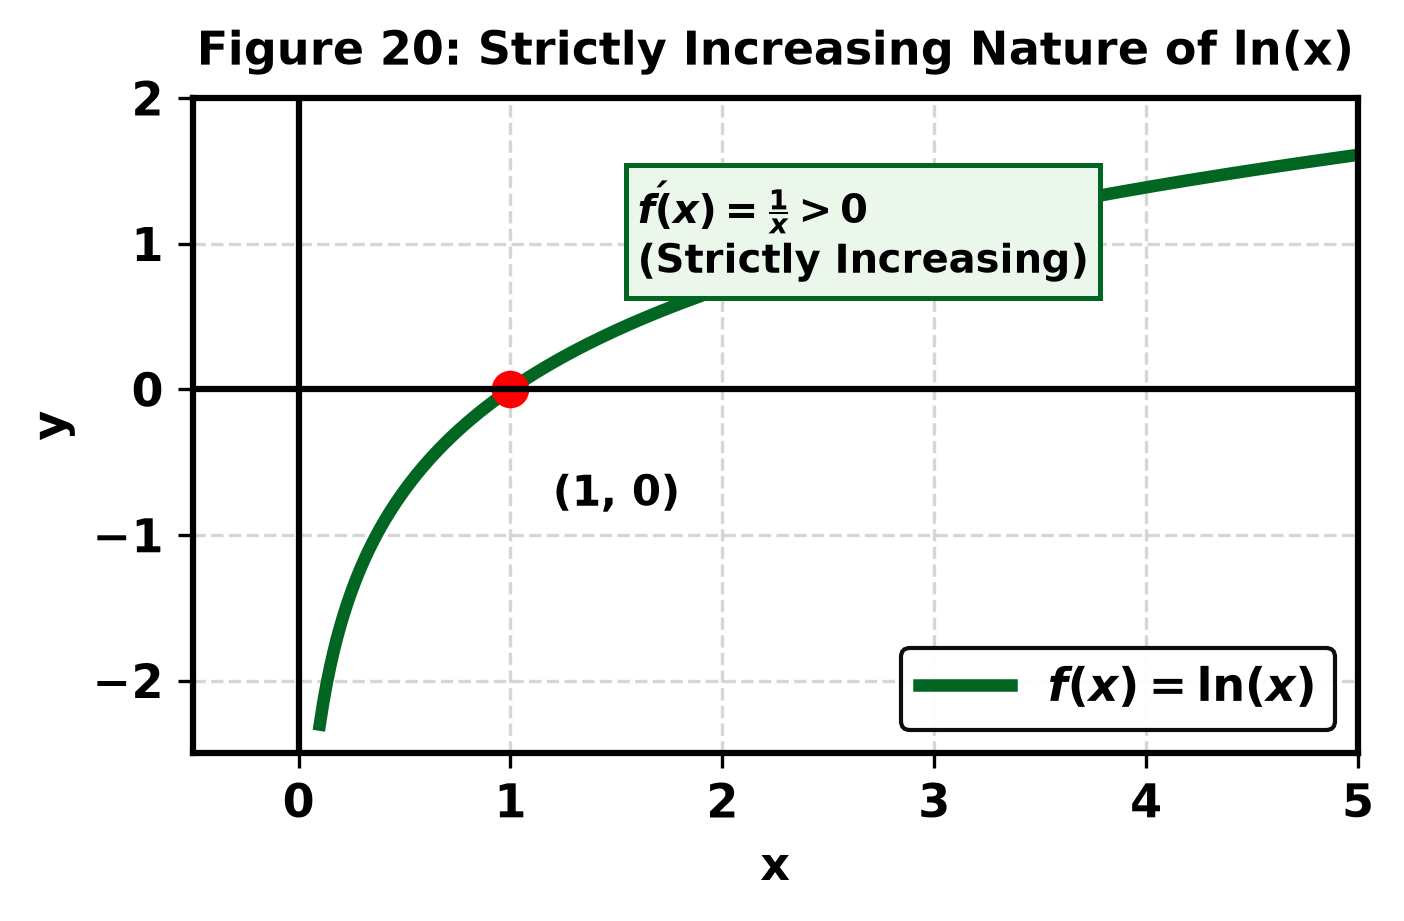 Figure 20: Strictly Increasing Nature of ln(x)
2
1
0
−1
−2
y
f́(x) = 1/x > 0
(Strictly Increasing)
(1, 0)
f(x) = ln(x)
0 1 2 3 4 5
x